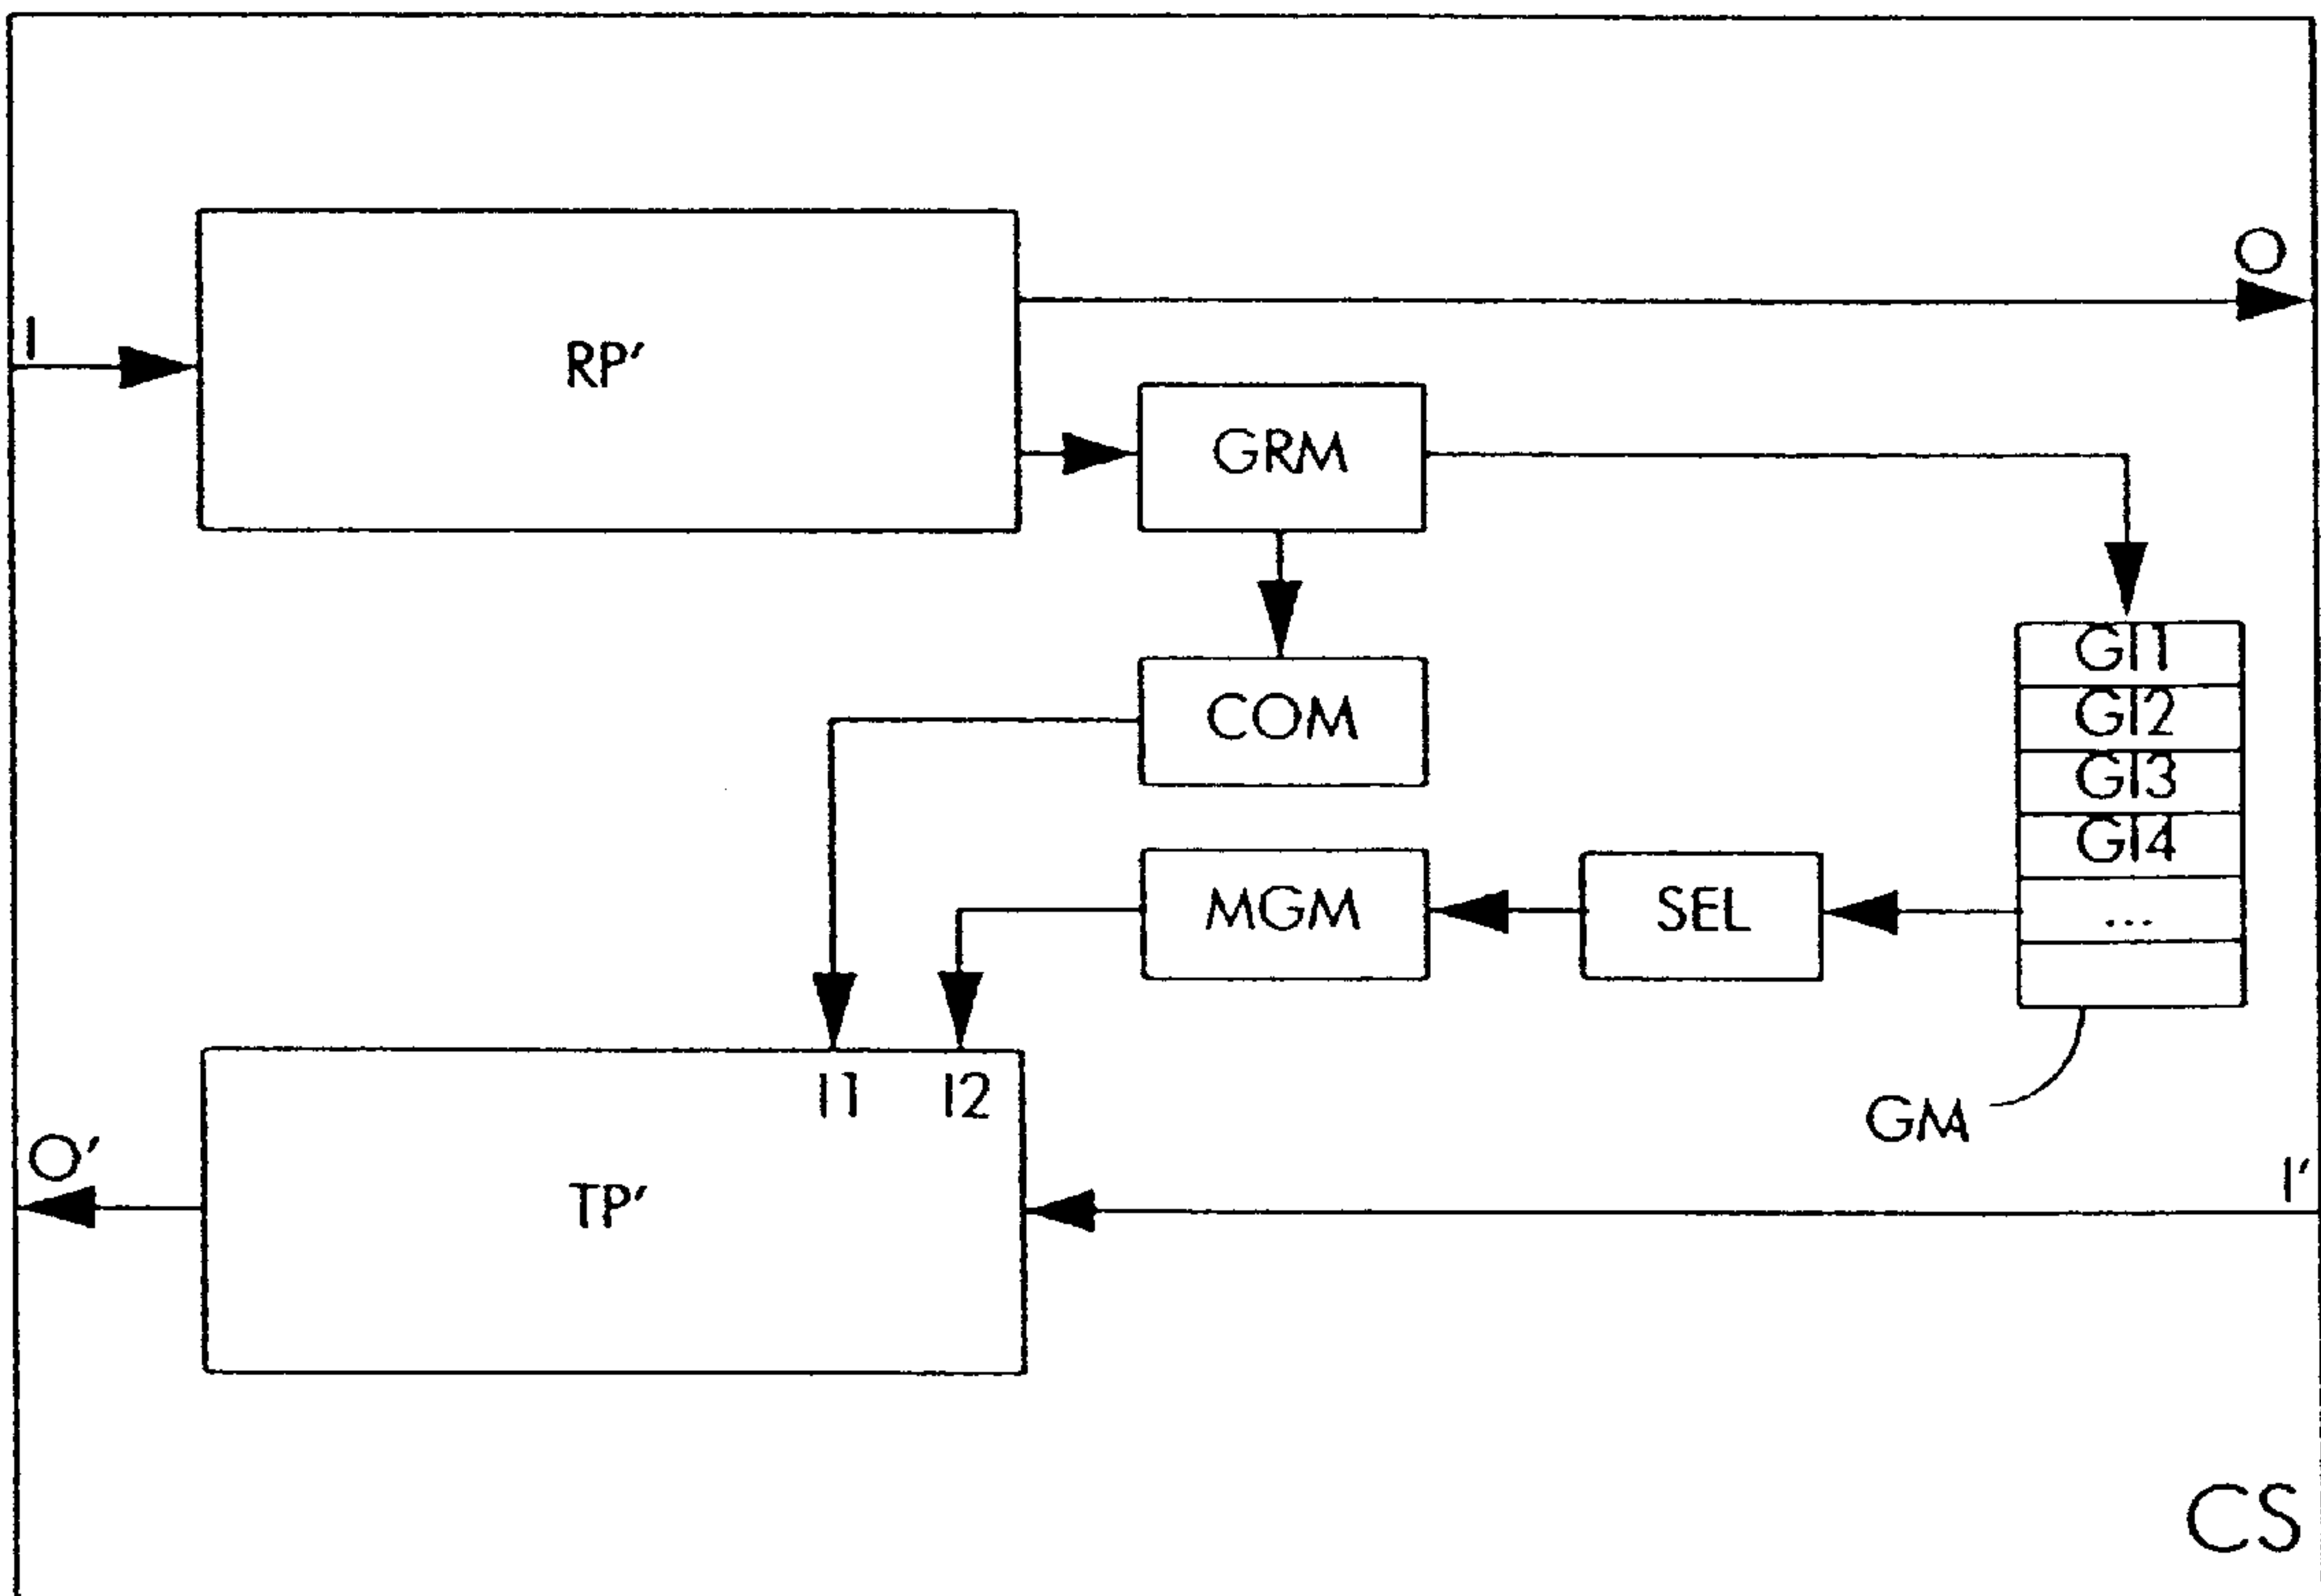 O
I
RP'
GRM
GI1
COM
GI2
GI3
GI4
MGM
SEL
...
I1
I2
GM
O'
I'
TP'
CS